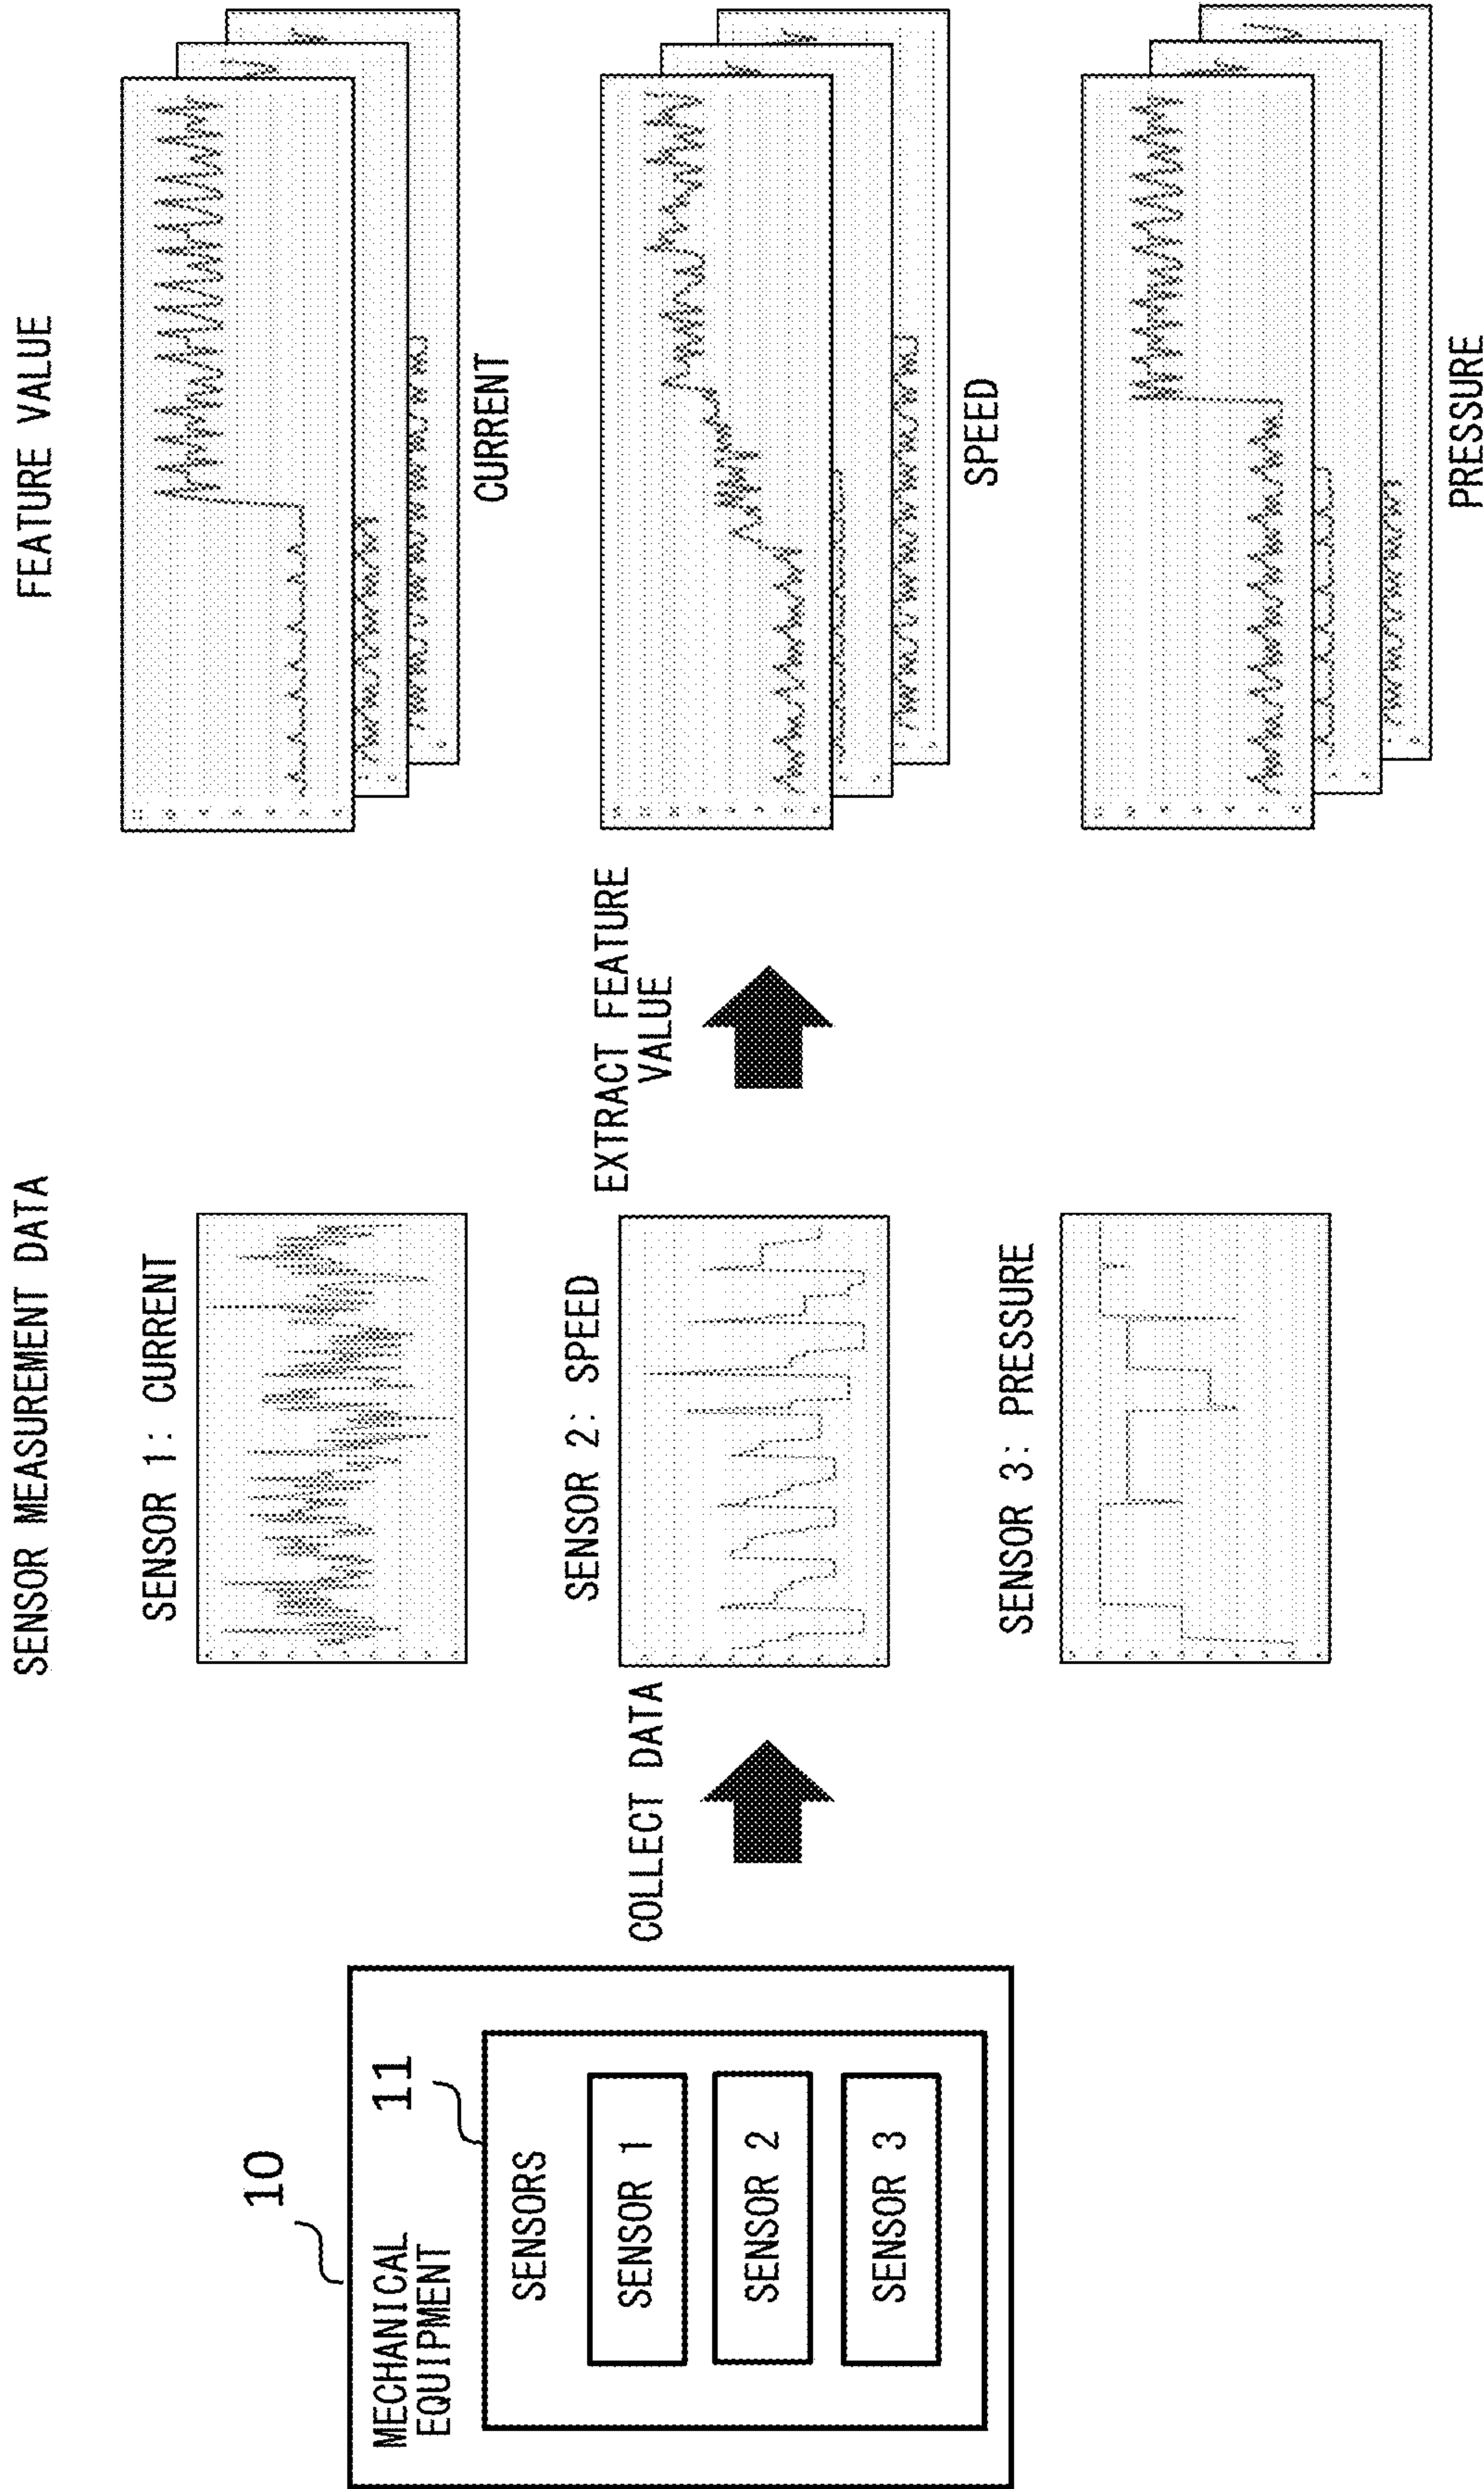 10
MECHANICAL
EQUIPMENT
11
SENSORS
SENSOR 1
SENSOR 2
SENSOR 3
COLLECT DATA
SENSOR MEASUREMENT DATA
SENSOR 1: CURRENT
SENSOR 2: SPEED
SENSOR 3: PRESSURE
EXTRACT FEATURE
VALUE
FEATURE VALUE
CURRENT
SPEED
PRESSURE